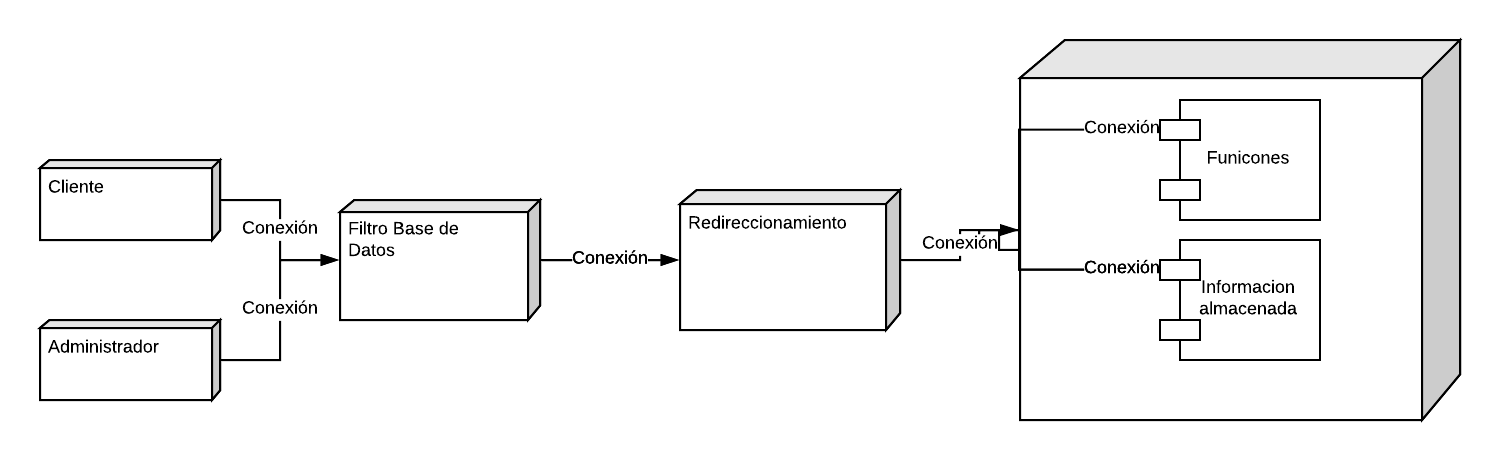 Cliente
Conexión
Administrador
Conexión
Filtro Base de
Datos
Conexión
Redireccionamiento
Conexión
Conexión
Funicones
Conexión
Informacion
almacenada